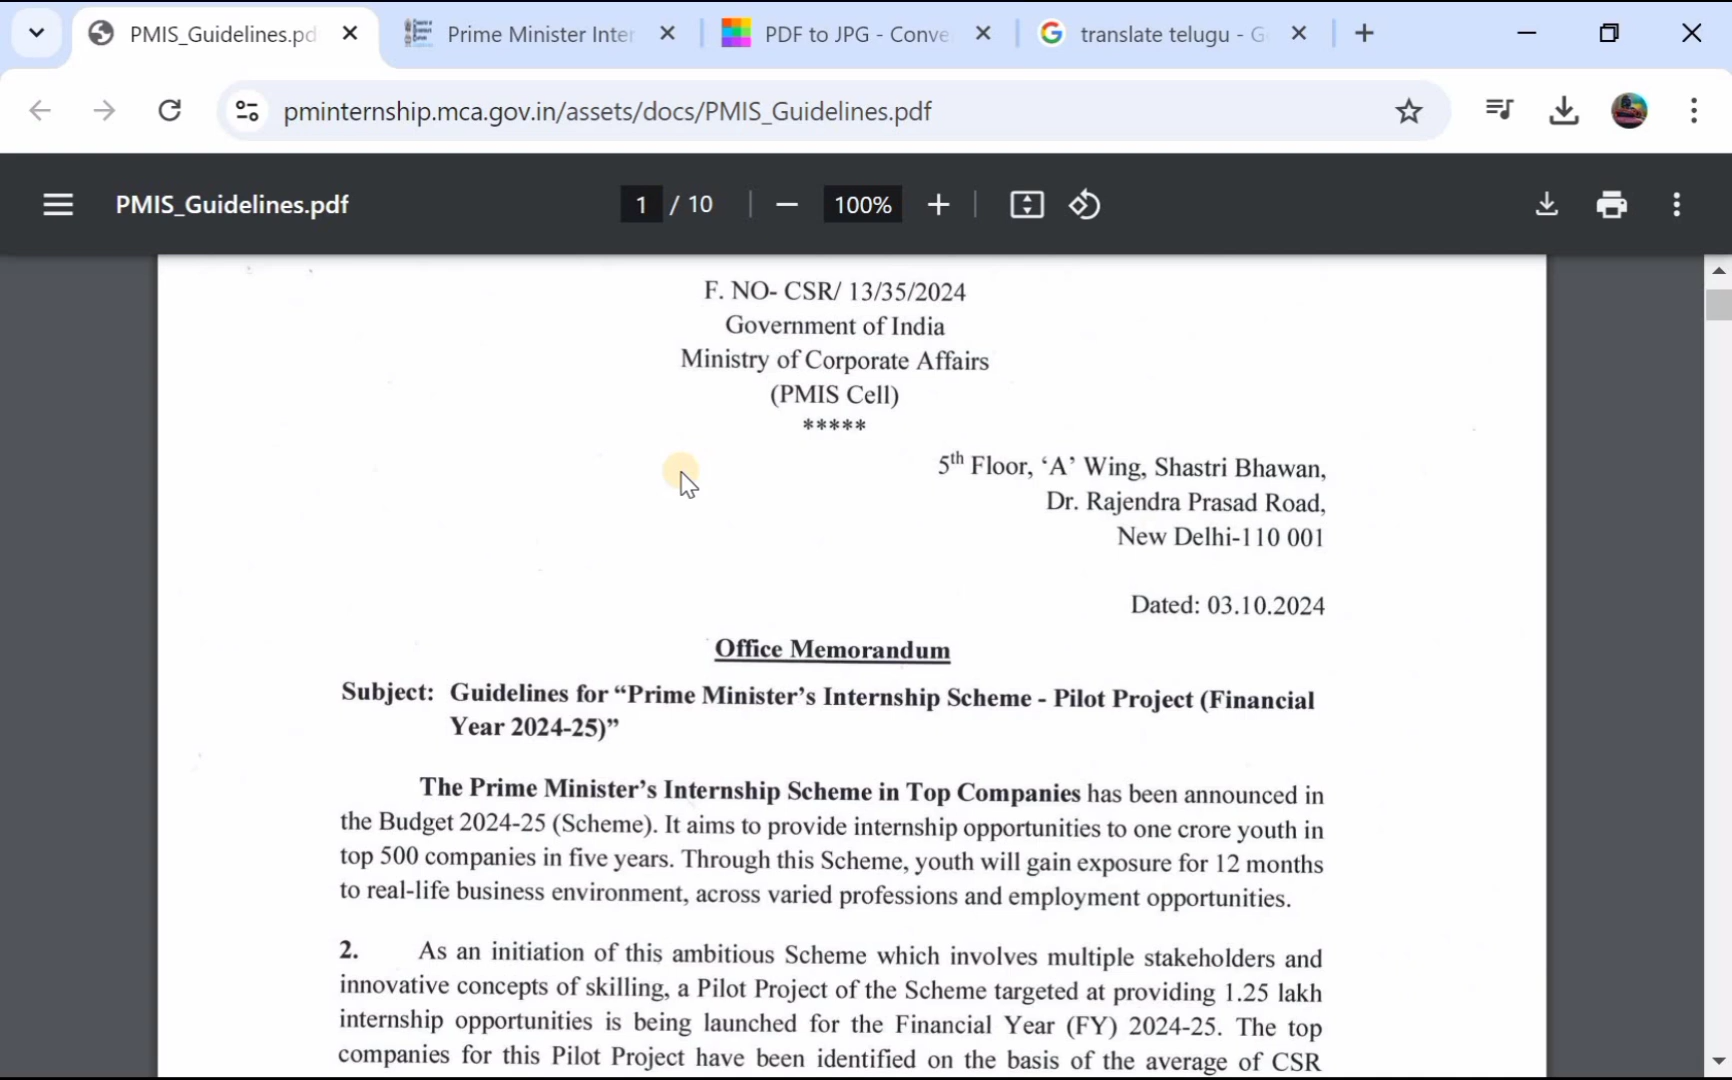 PMIS_Guidelines.pd
Prime Minister Inter
PDF to JPG - Conve
translate telugu - G
pminternship.mca.gov.in/assets/docs/PMIS_Guidelines.pdf
PMIS_Guidelines.pdf
1 / 10
100%
F. NO- CSR/ 13/35/2024
Government of India
Ministry of Corporate Affairs
(PMIS Cell)
*****
5th Floor, ‘A’ Wing, Shastri Bhawan,
Dr. Rajendra Prasad Road,
New Delhi-110 001
Dated: 03.10.2024
Office Memorandum
Subject: Guidelines for “Prime Minister’s Internship Scheme - Pilot Project (Financial
Year 2024-25)”
The Prime Minister’s Internship Scheme in Top Companies has been announced in
the Budget 2024-25 (Scheme). It aims to provide internship opportunities to one crore youth in
top 500 companies in five years. Through this Scheme, youth will gain exposure for 12 months
to real-life business environment, across varied professions and employment opportunities.
2. As an initiation of this ambitious Scheme which involves multiple stakeholders and
innovative concepts of skilling, a Pilot Project of the Scheme targeted at providing 1.25 lakh
internship opportunities is being launched for the Financial Year (FY) 2024-25. The top
companies for this Pilot Project have been identified on the basis of the average of CSR